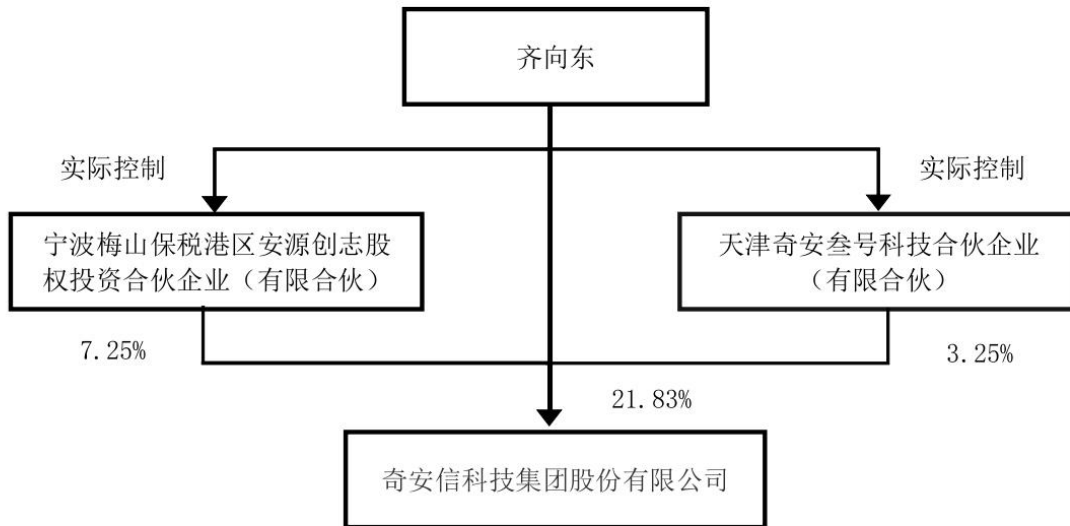 齐向东
实际控制
实际控制
宁波梅山保税港区安源创志股
权投资合伙企业（有限合伙）
天津奇安叁号科技合伙企业
（有限合伙）
7.25%
3.25%
21.83%
奇安信科技集团股份有限公司